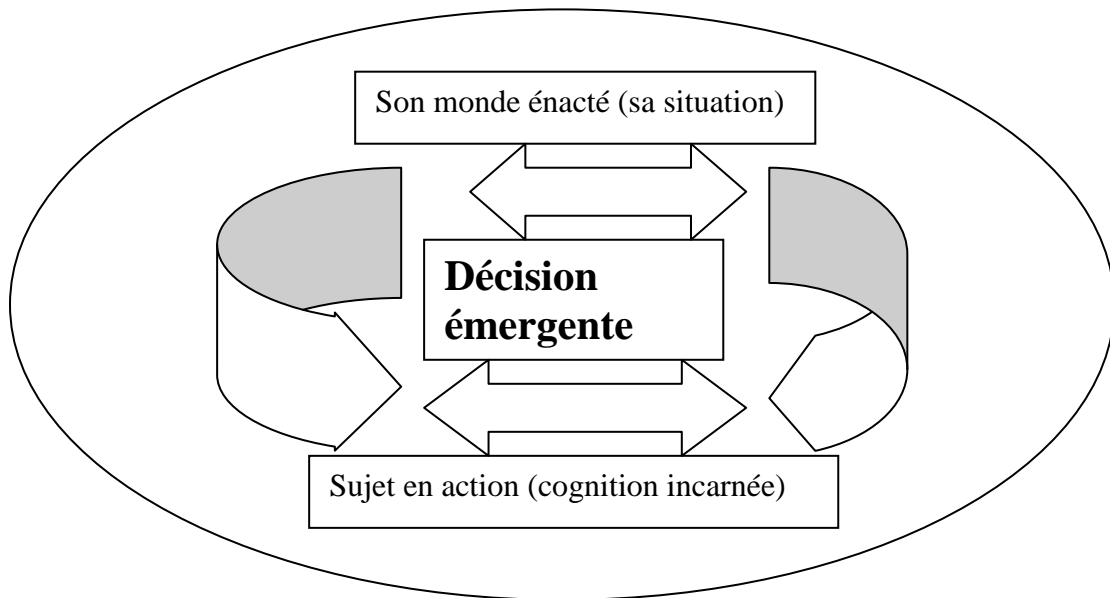 Son monde énacté (sa situation)
Décision
émergente
Sujet en action (cognition incarnée)